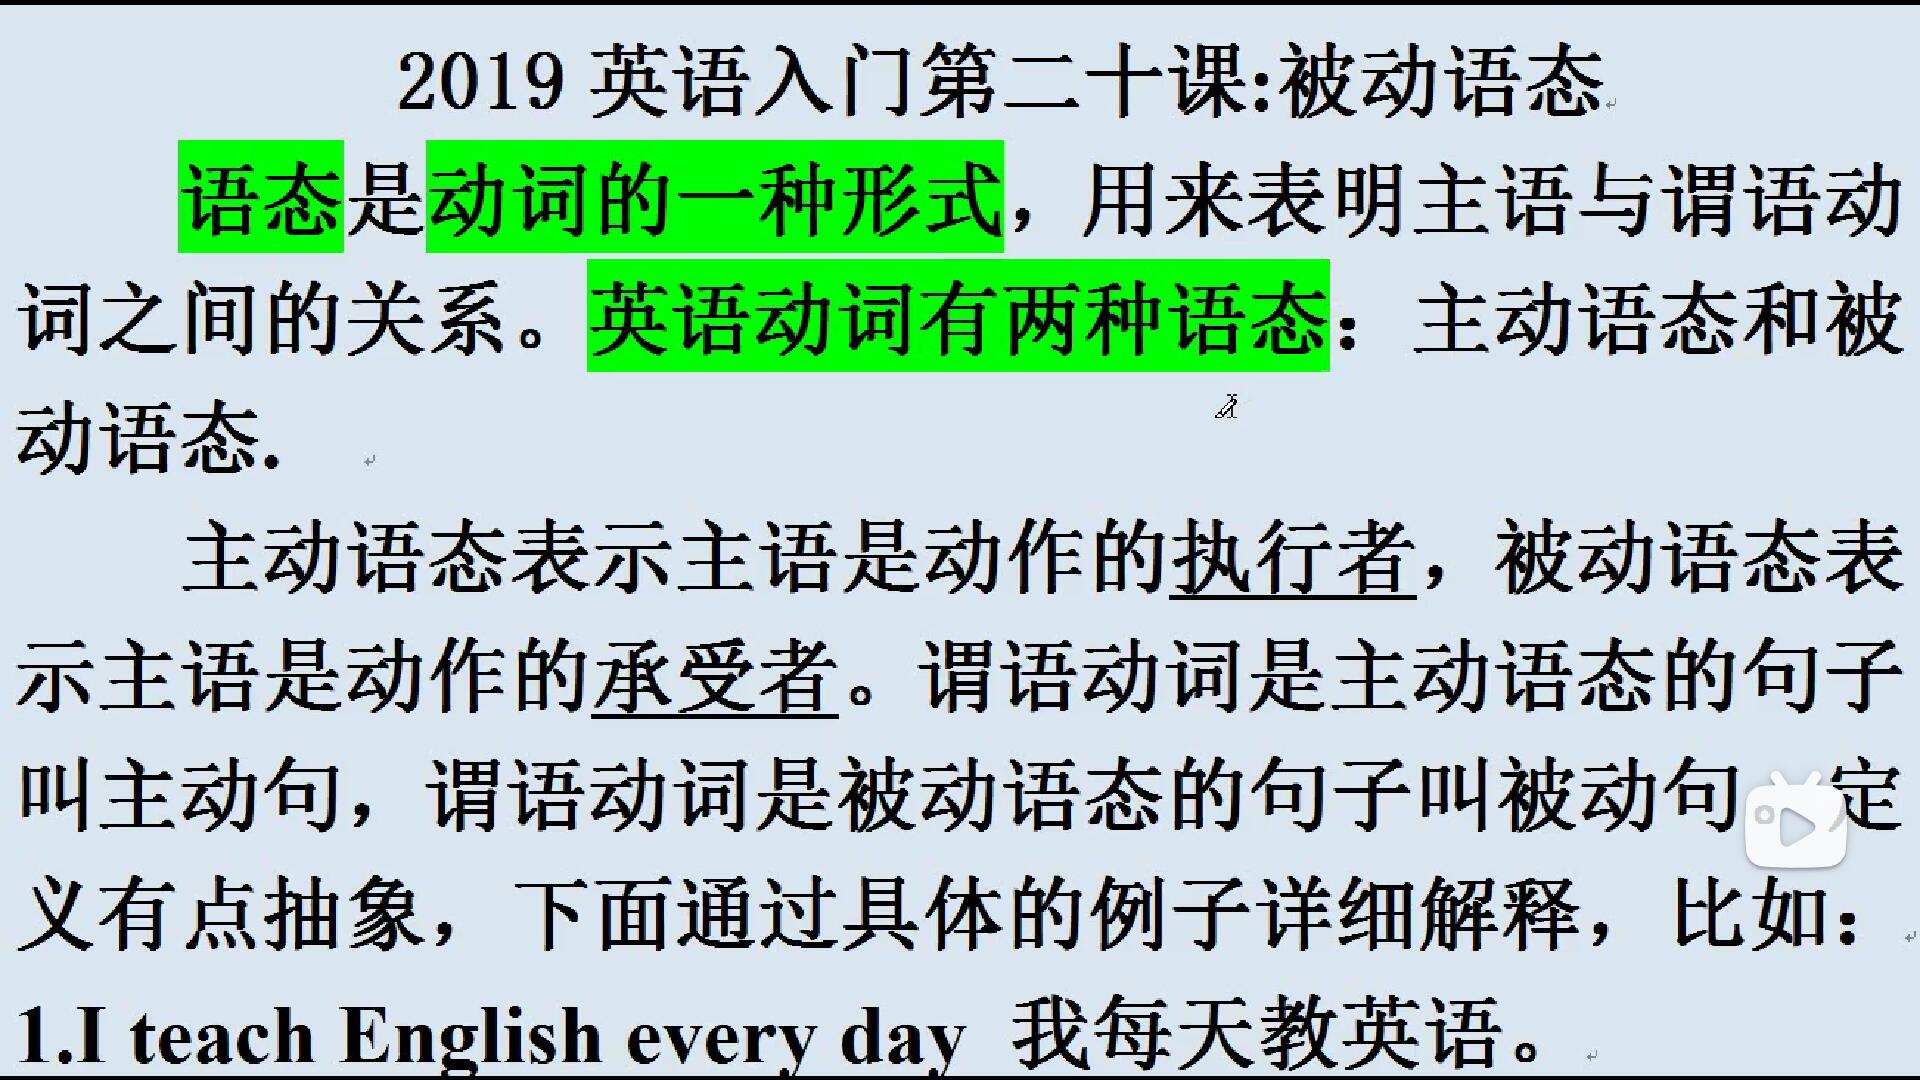 2019 英语入门第二十课:被动语态
语态是动词的一种形式，用来表明主语与谓语动
词之间的关系。英语动词有两种语态：主动语态和被
动语态.
主动语态表示主语是动作的执行者，被动语态表
示主语是动作的承受者。谓语动词是主动语态的句子
叫主动句，谓语动词是被动语态的句子叫被动句 定
义有点抽象，下面通过具体的例子详细解释，比如：
1.I teach English every day 我每天教英语。